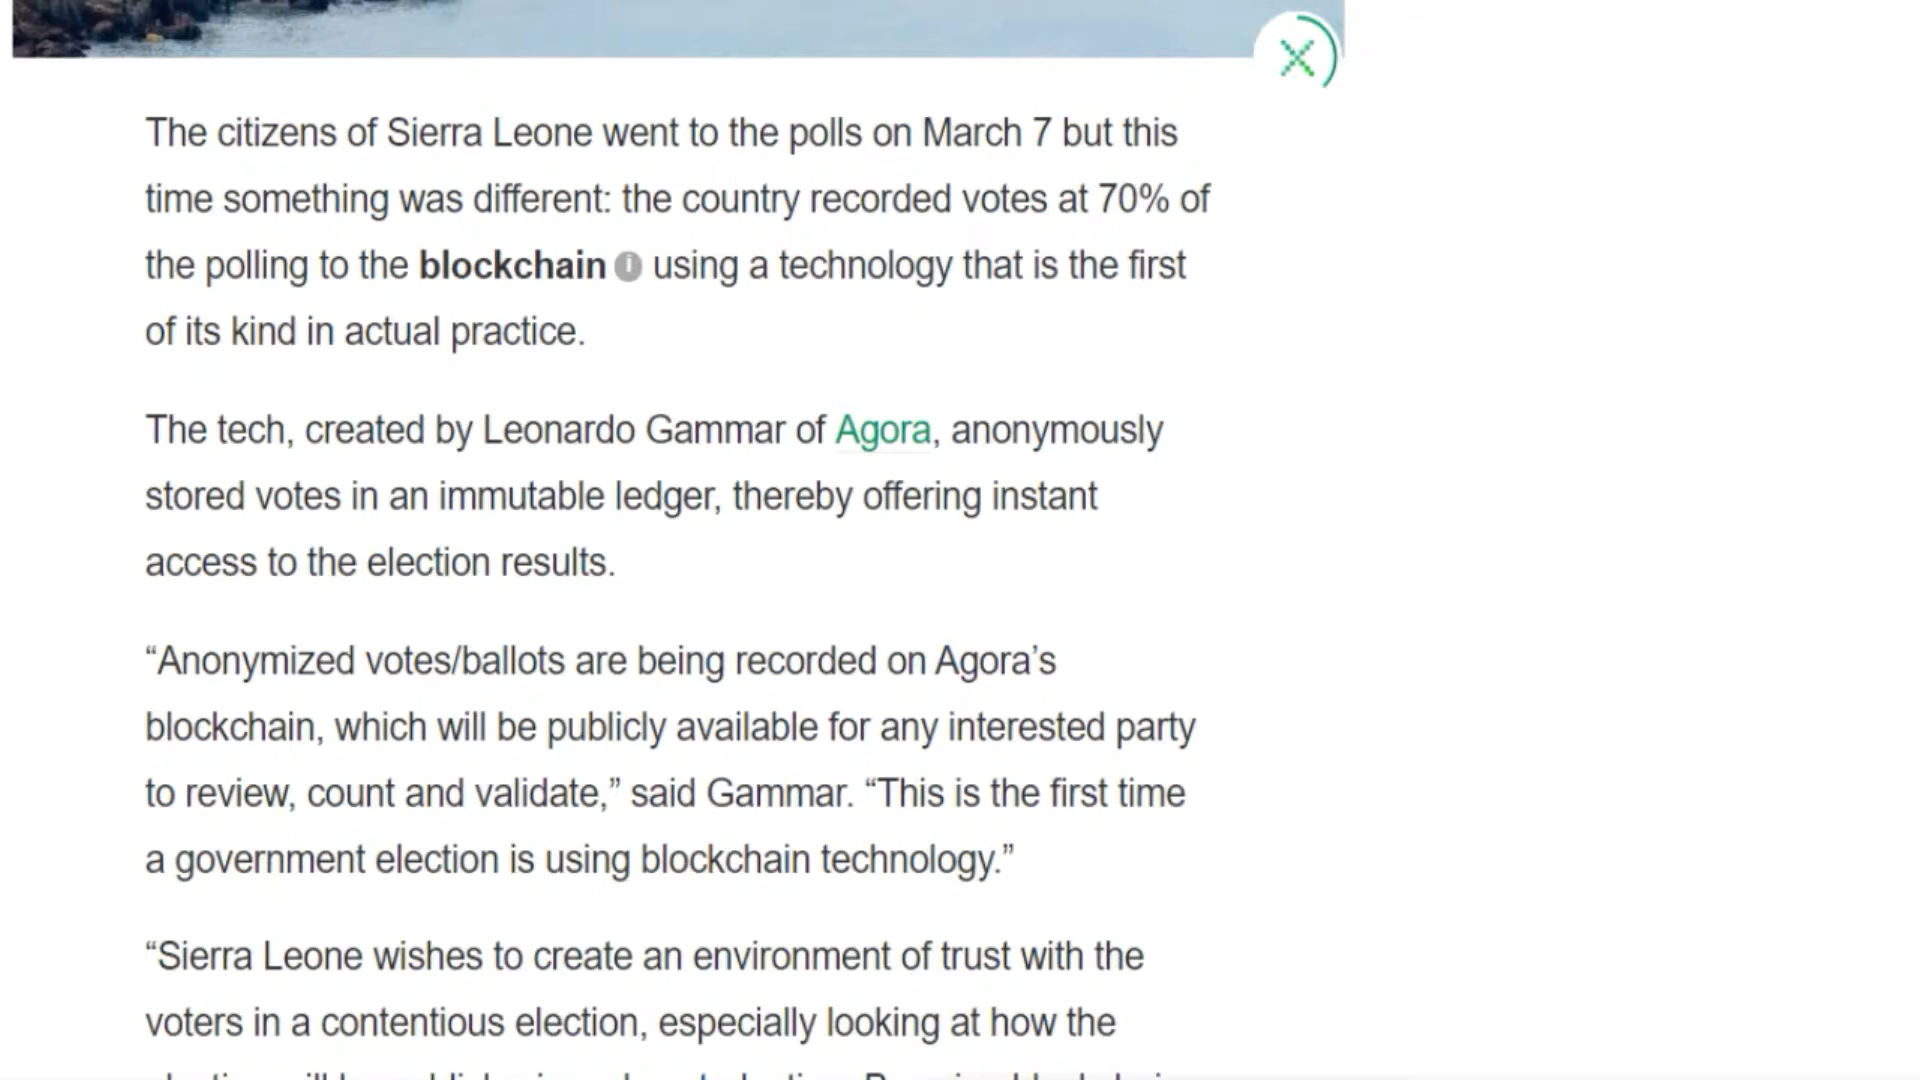 The citizens of Sierra Leone went to the polls on March 7 but this
time something was different: the country recorded votes at 70% of
the polling to the blockchain i using a technology that is the first
of its kind in actual practice.
The tech, created by Leonardo Gammar of Agora, anonymously
stored votes in an immutable ledger, thereby offering instant
access to the election results.
“Anonymized votes/ballots are being recorded on Agora’s
blockchain, which will be publicly available for any interested party
to review, count and validate,” said Gammar. “This is the first time
a government election is using blockchain technology.”
“Sierra Leone wishes to create an environment of trust with the
voters in a contentious election, especially looking at how the